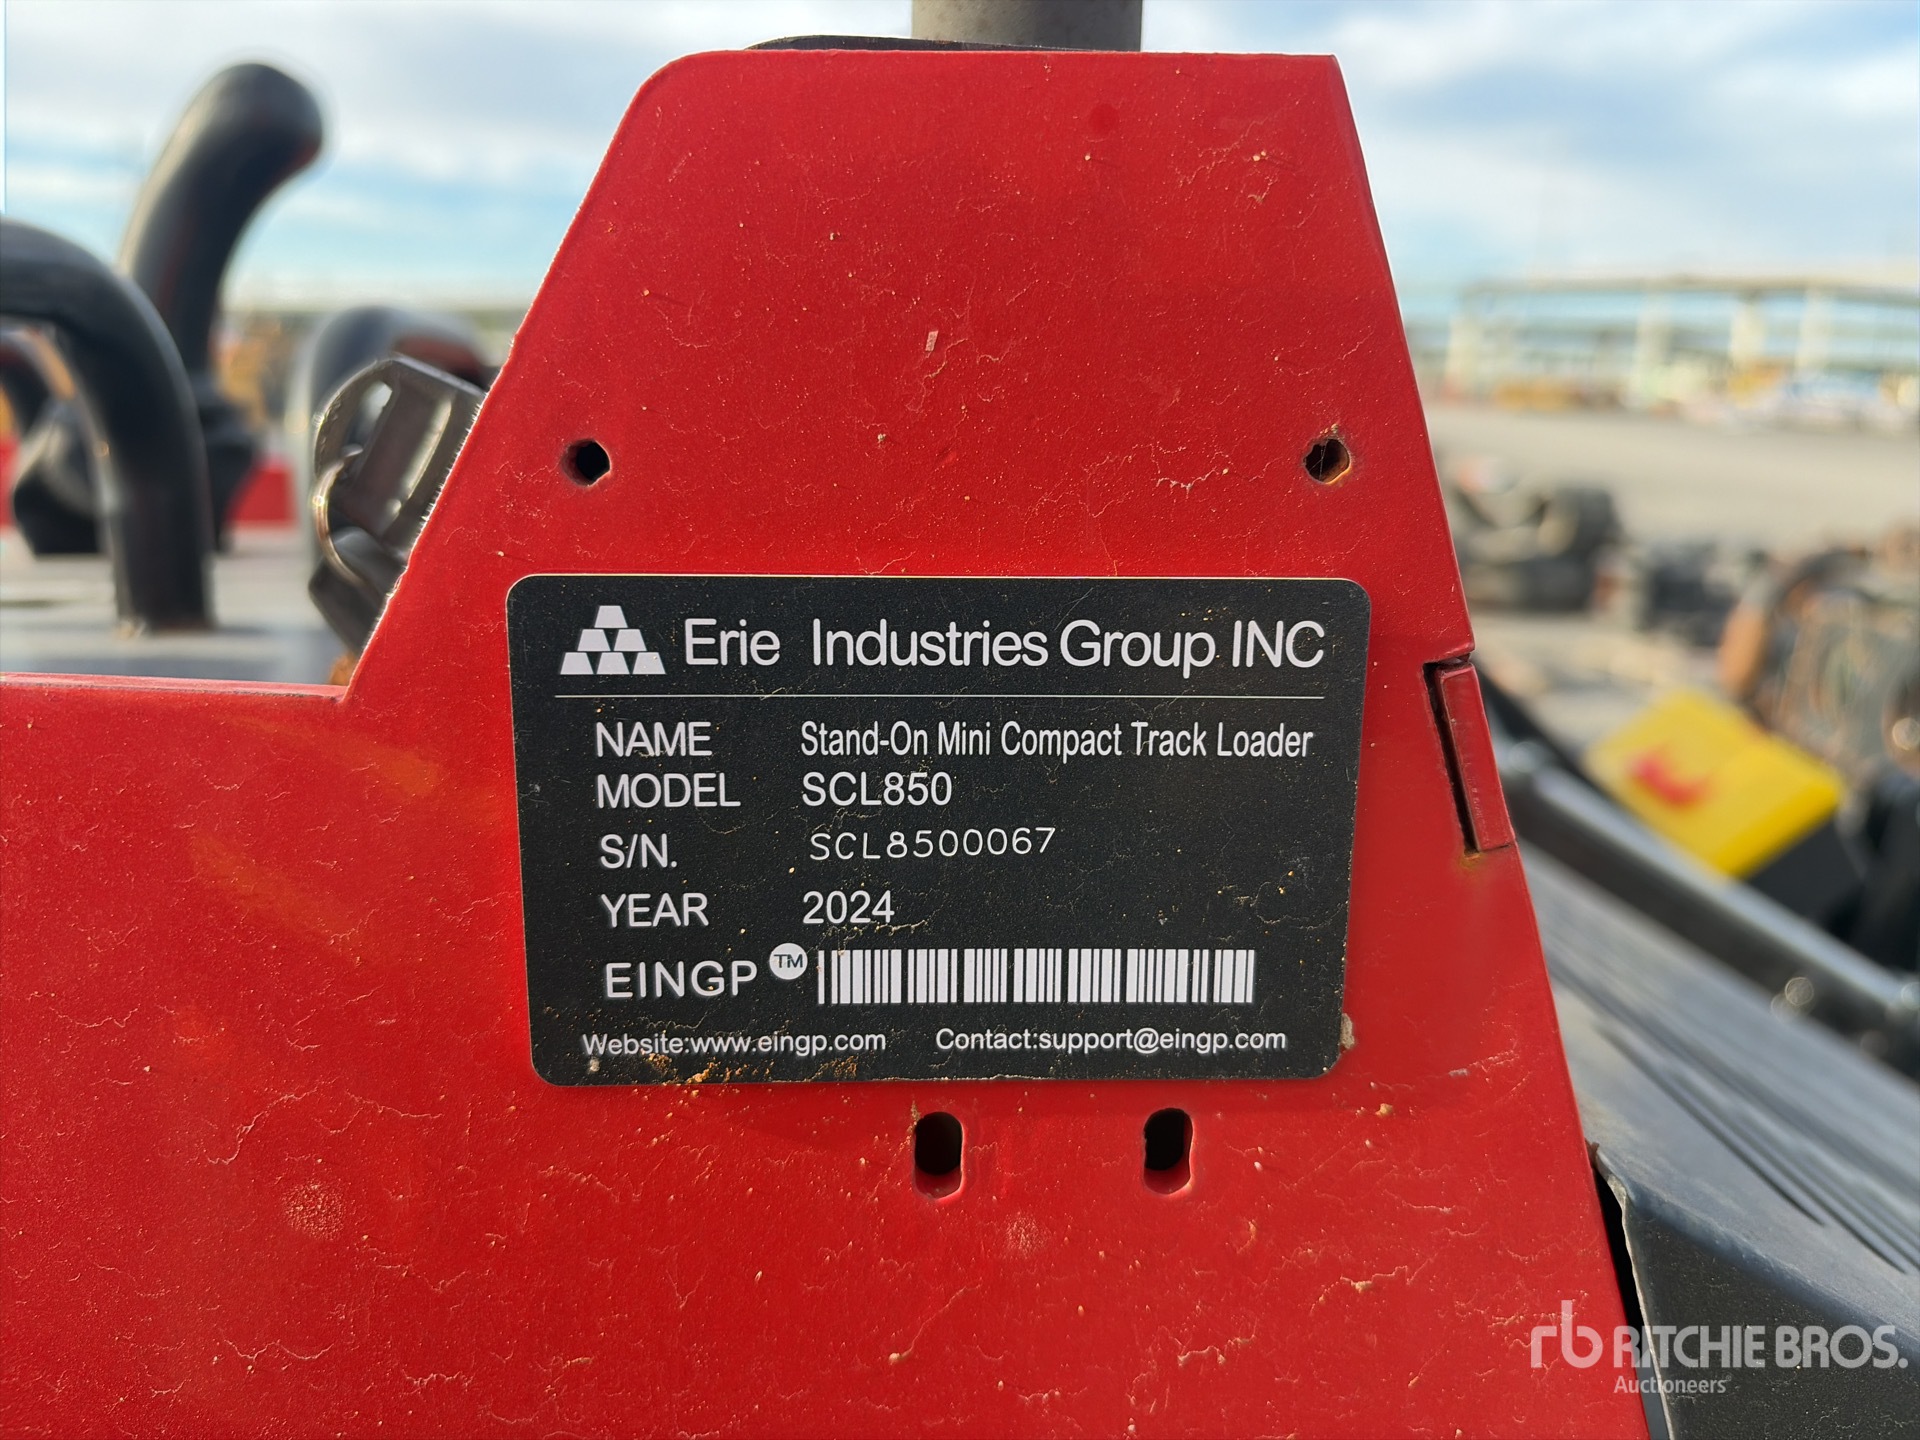 Erie Industries Group INC
NAME Stand-On Mini Compact Track Loader
MODEL SCL850
S/N. SCL8500067
YEAR 2024
EINGP TM
Website:www.eingp.com Contact:support@eingp.com
rb RITCHIE BROS.
Auctioneers